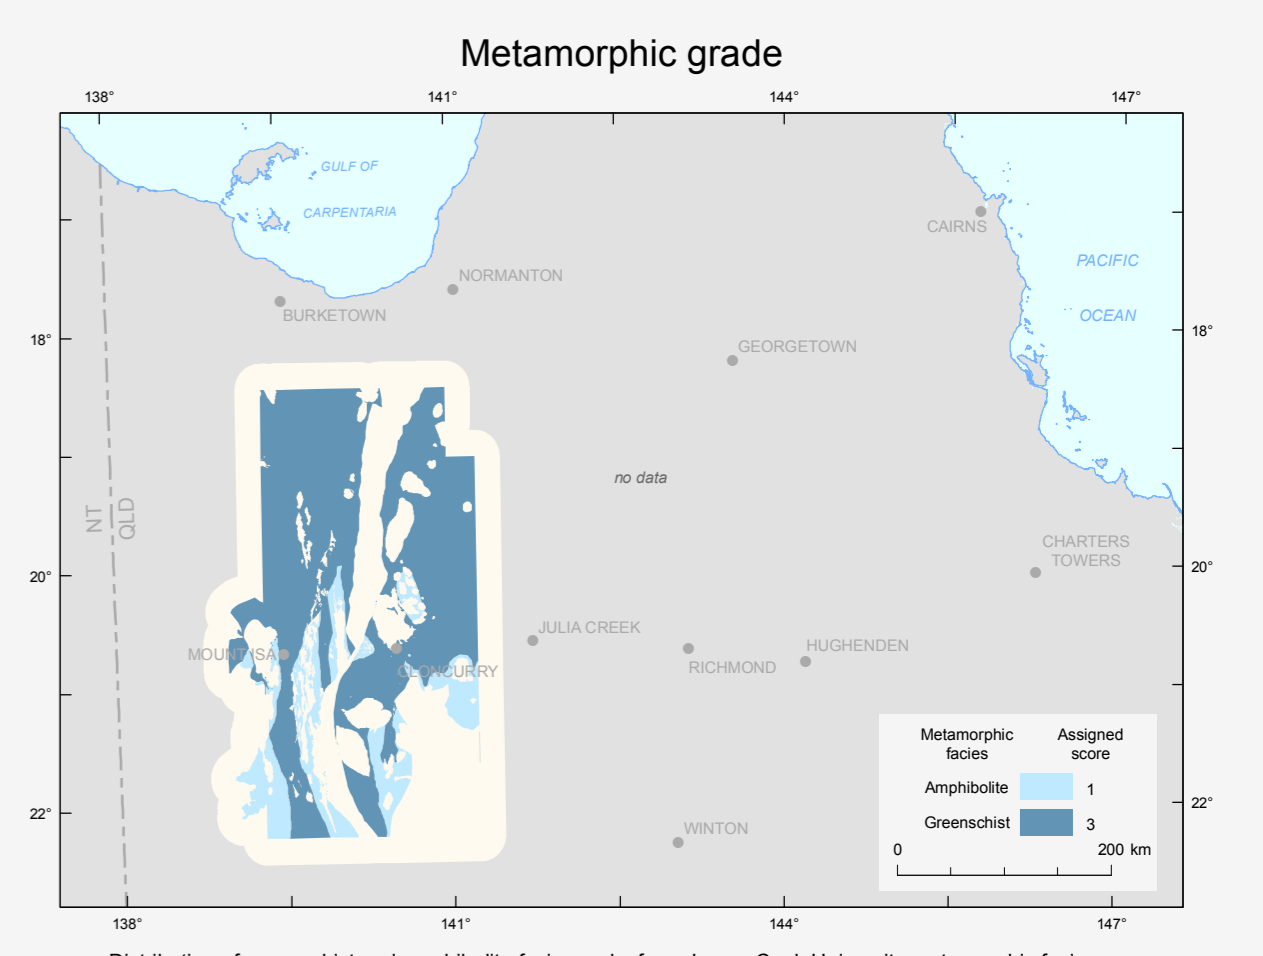 Metamorphic grade
138°
141°
144°
147°
GULF OF
CARPENTARIA
CAIRNS
PACIFIC
OCEAN
NORMANTON
BURKETOWN
18°
18°
GEORGETOWN
no data
NT
QLD
CHARTERS
TOWERS
20°
20°
JULIA CREEK
HUGHENDEN
MOUNT ISA
RICHMOND
CLONCURRY
Metamorphic
facies
Assigned
score
Amphibolite
1
Greenschist
3
22°
22°
WINTON
0
200 km
138°
141°
144°
147°